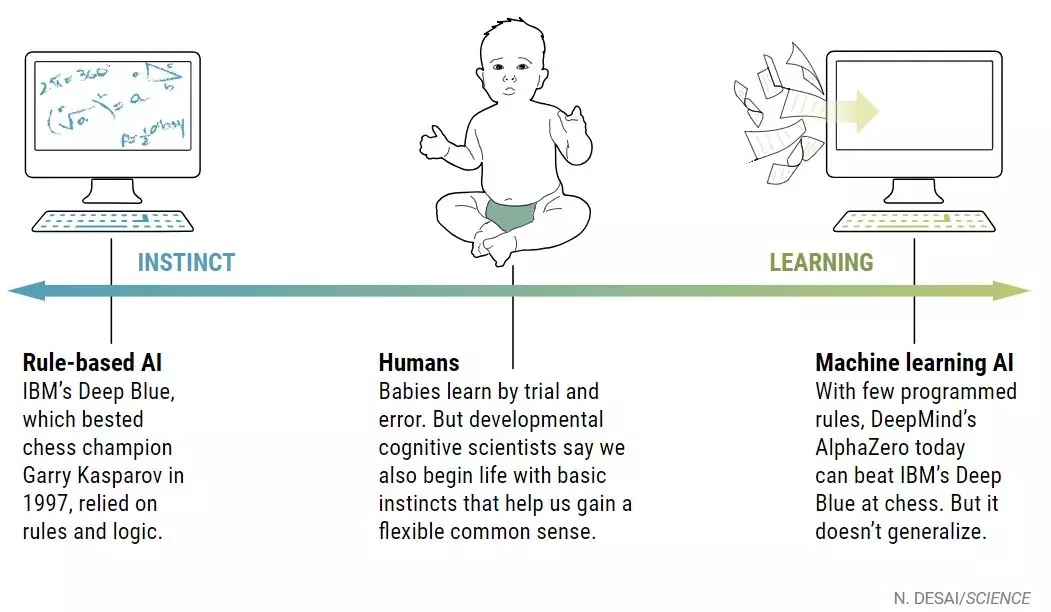 2π = 360°
INSTINCT
LEARNING
Rule-based AI
IBM’s Deep Blue,
which bested
chess champion
Garry Kasparov in
1997, relied on
rules and logic.
Humans
Babies learn by trial and
error. But developmental
cognitive scientists say we
also begin life with basic
instincts that help us gain a
flexible common sense.
Machine learning AI
With few programmed
rules, DeepMind’s
AlphaZero today
can beat IBM’s Deep
Blue at chess. But it
doesn’t generalize.
N. DESAI/SCIENCE